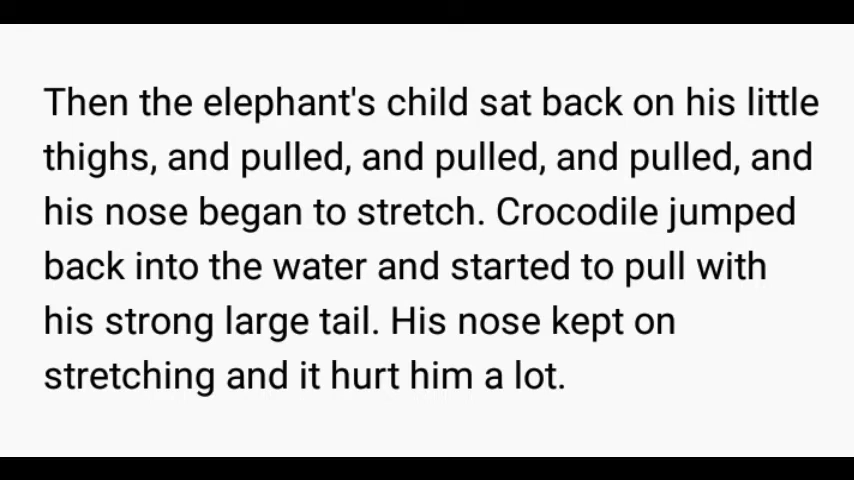 Then the elephant's child sat back on his little
thighs, and pulled, and pulled, and pulled, and
his nose began to stretch. Crocodile jumped
back into the water and started to pull with
his strong large tail. His nose kept on
stretching and it hurt him a lot.